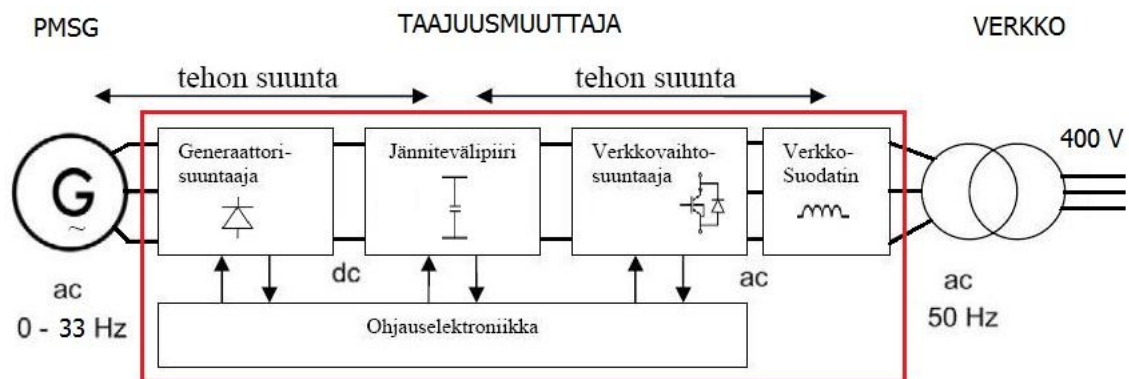 PMSG
TAAJUUSMUUTTAJA
VERKKO
tehon suunta
tehon suunta
Generaattori-
suuntaaja
Jännitevälipiiri
Verkkovaihto-
suuntaaja
Verkko-
Suodatin
400 V
G
~
dc
ac
ac
0 - 33 Hz
ac
50 Hz
Ohjauselektroniikka